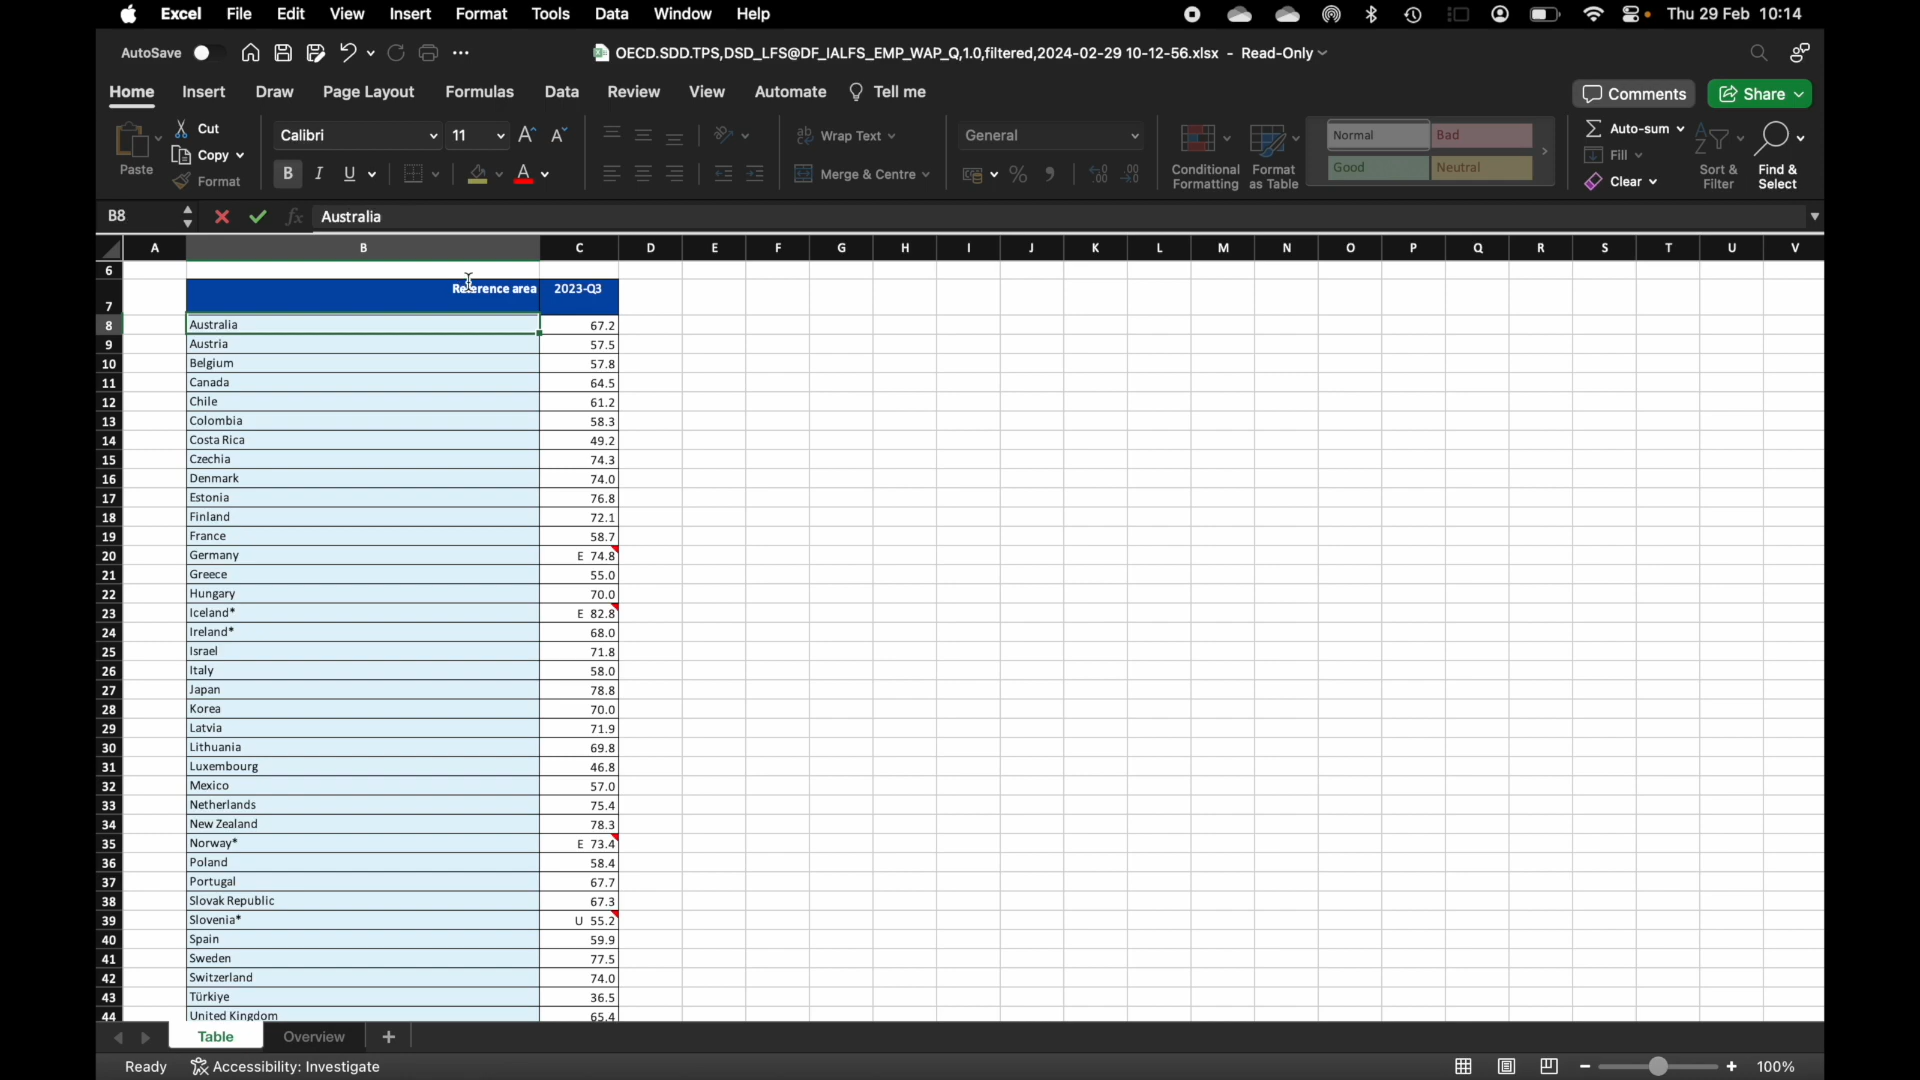 Excel File Edit View Insert Format Tools Data Window Help Thu 29 Feb 10:14
AutoSave OECD.SDD.TPS,DSD_LFS@DF_IALFS_EMP_WAP_Q,1.0,filtered,2024-02-29 10-12-56.xlsx - Read-Only
Home Insert Draw Page Layout Formulas Data Review View Automate Tell me Comments Share
Paste Cut Copy Format Calibri 11 B I U Wrap Text Merge & Centre General Conditional Formatting Format as Table Normal Bad Good Neutral Auto-sum Fill Clear Sort & Filter Find & Select
B8 fx Australia
A B C D E F G H I J K L M N O P Q R S T U V
6
7 Reference area 2023-Q3
8 Australia 67.2
9 Austria 57.5
10 Belgium 57.8
11 Canada 64.5
12 Chile 61.2
13 Colombia 58.3
14 Costa Rica 49.2
15 Czechia 74.3
16 Denmark 74.0
17 Estonia 76.8
18 Finland 72.1
19 France 58.7
20 Germany E 74.8
21 Greece 55.0
22 Hungary 70.0
23 Iceland* E 82.8
24 Ireland* 68.0
25 Israel 71.8
26 Italy 58.0
27 Japan 78.8
28 Korea 70.0
29 Latvia 71.9
30 Lithuania 69.8
31 Luxembourg 46.8
32 Mexico 57.0
33 Netherlands 75.4
34 New Zealand 78.3
35 Norway* E 73.4
36 Poland 58.4
37 Portugal 67.7
38 Slovak Republic 67.3
39 Slovenia* U 55.2
40 Spain 59.9
41 Sweden 77.5
42 Switzerland 74.0
43 Türkiye 36.5
44 United Kingdom 65.4
Table Overview +
Ready Accessibility: Investigate 100%